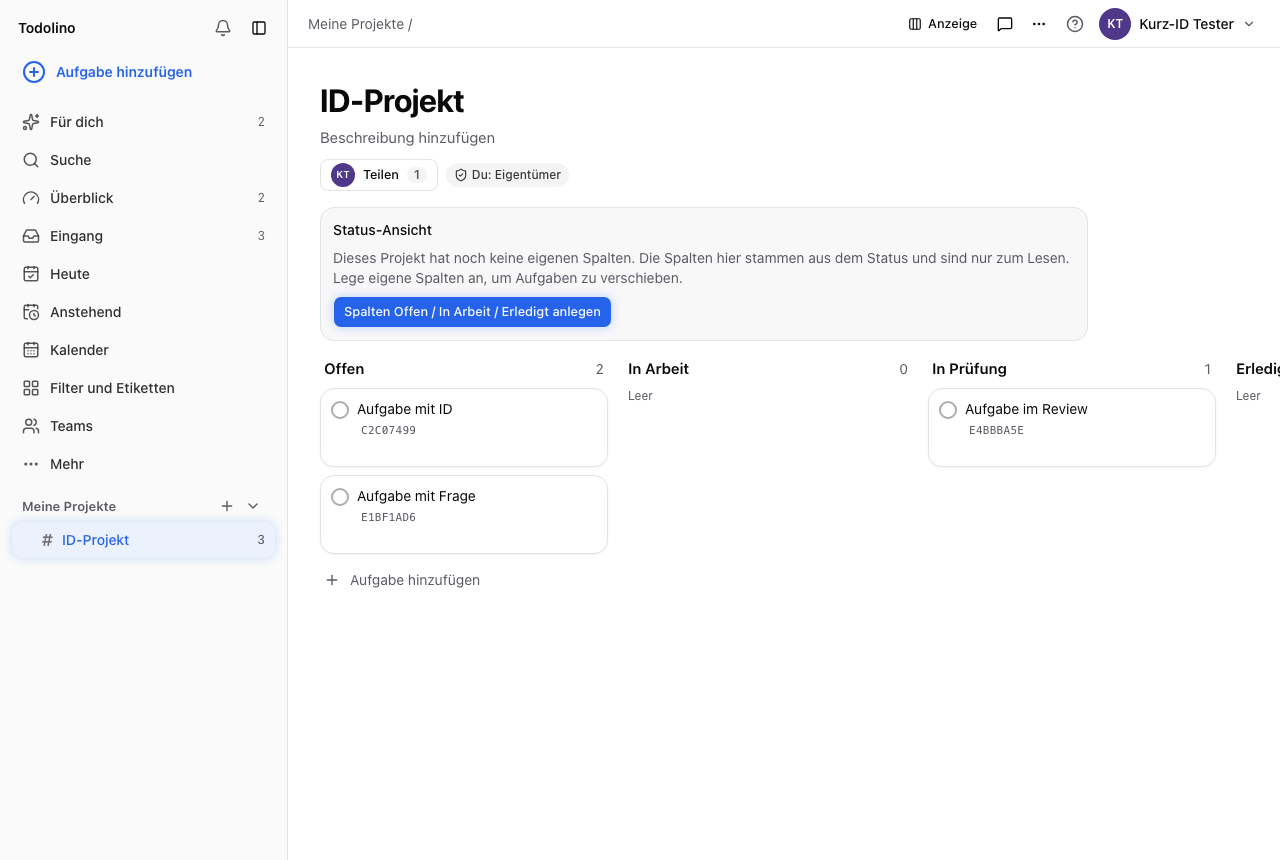 Todolino
Aufgabe hinzufügen
Für dich 2
Suche
Überblick 2
Eingang 3
Heute
Anstehend
Kalender
Filter und Etiketten
Teams
Mehr
Meine Projekte
# ID-Projekt 3
Meine Projekte /
Anzeige
KT Kurz-ID Tester
ID-Projekt
Beschreibung hinzufügen
KT Teilen 1
Du: Eigentümer
Status-Ansicht
Dieses Projekt hat noch keine eigenen Spalten. Die Spalten hier stammen aus dem Status und sind nur zum Lesen.
Lege eigene Spalten an, um Aufgaben zu verschieben.
Spalten Offen / In Arbeit / Erledigt anlegen
Offen 2
Aufgabe mit ID
C2C07499
Aufgabe mit Frage
E1BF1AD6
Aufgabe hinzufügen
In Arbeit 0
Leer
In Prüfung 1
Aufgabe im Review
E4BBBA5E
Leer